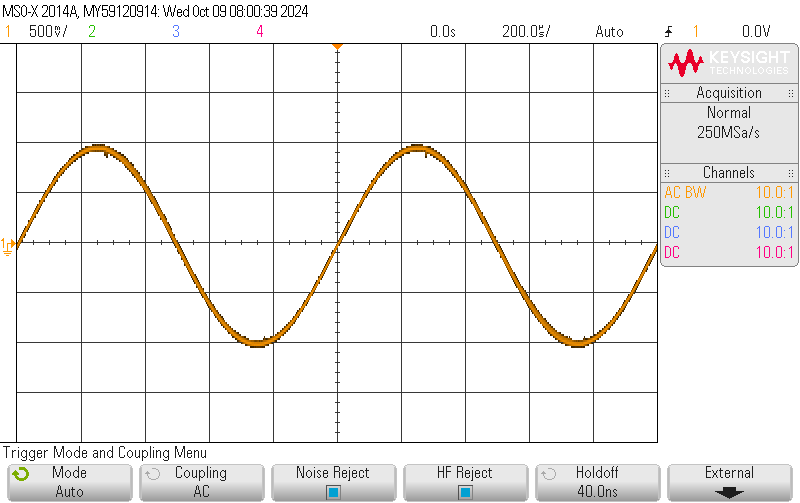 MSO-X 2014A, MY59120914: Wed Oct 09 08:00:39 2024
1 500mV/ 2 3 4 0.0s 200.0us/ Auto 1 0.0V
KEYSIGHT
TECHNOLOGIES
Acquisition
Normal
250MSa/s
Channels
AC BW 10.0:1
DC 10.0:1
DC 10.0:1
DC 10.0:1
1
Trigger Mode and Coupling Menu
Mode Coupling Noise Reject HF Reject Holdoff External
Auto AC 40.0ns